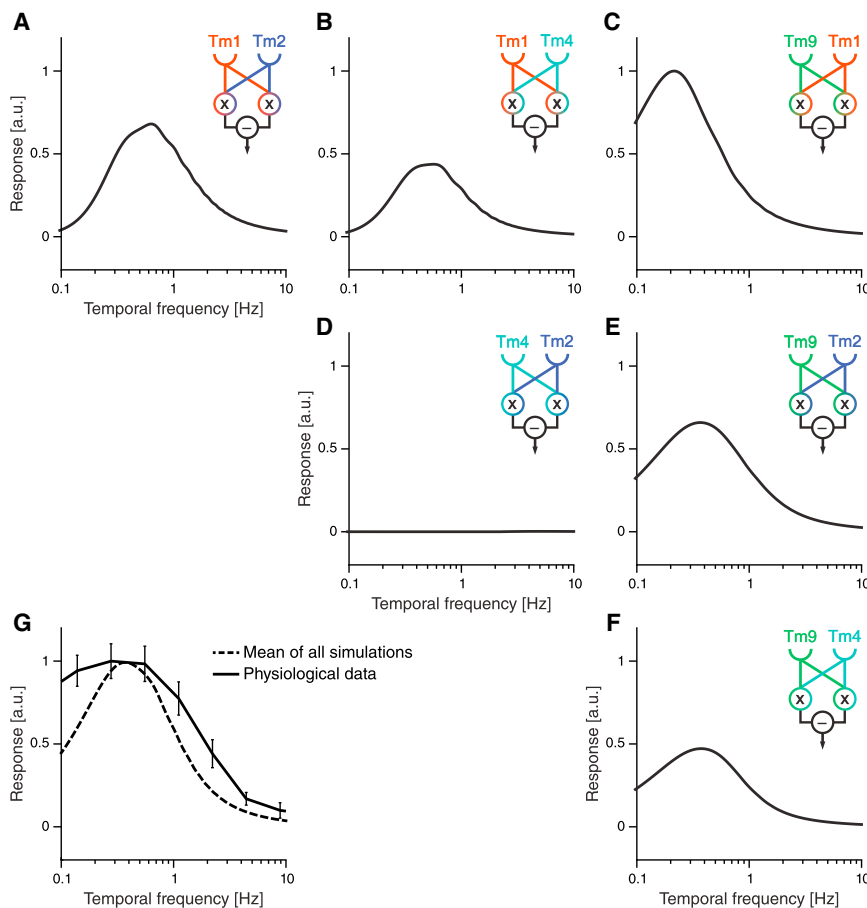 A
Tm1 Tm2
Response [a.u.]
1
0.5
0
x x
−
0.1 1 10
Temporal frequency [Hz]
B
Tm1 Tm4
1
0.5
0
x x
−
0.1 1 10
C
Tm9 Tm1
1
0.5
0
x x
−
0.1 1 10
D
Tm4 Tm2
Response [a.u.]
1
0.5
0
x x
−
0.1 1 10
Temporal frequency [Hz]
E
Tm9 Tm2
1
0.5
0
x x
−
0.1 1 10
G
Response [a.u.]
1
0.5
0
Mean of all simulations
Physiological data
0.1 1 10
Temporal frequency [Hz]
F
Tm9 Tm4
Response [a.u.]
1
0.5
0
x x
−
0.1 1 10
Temporal frequency [Hz]